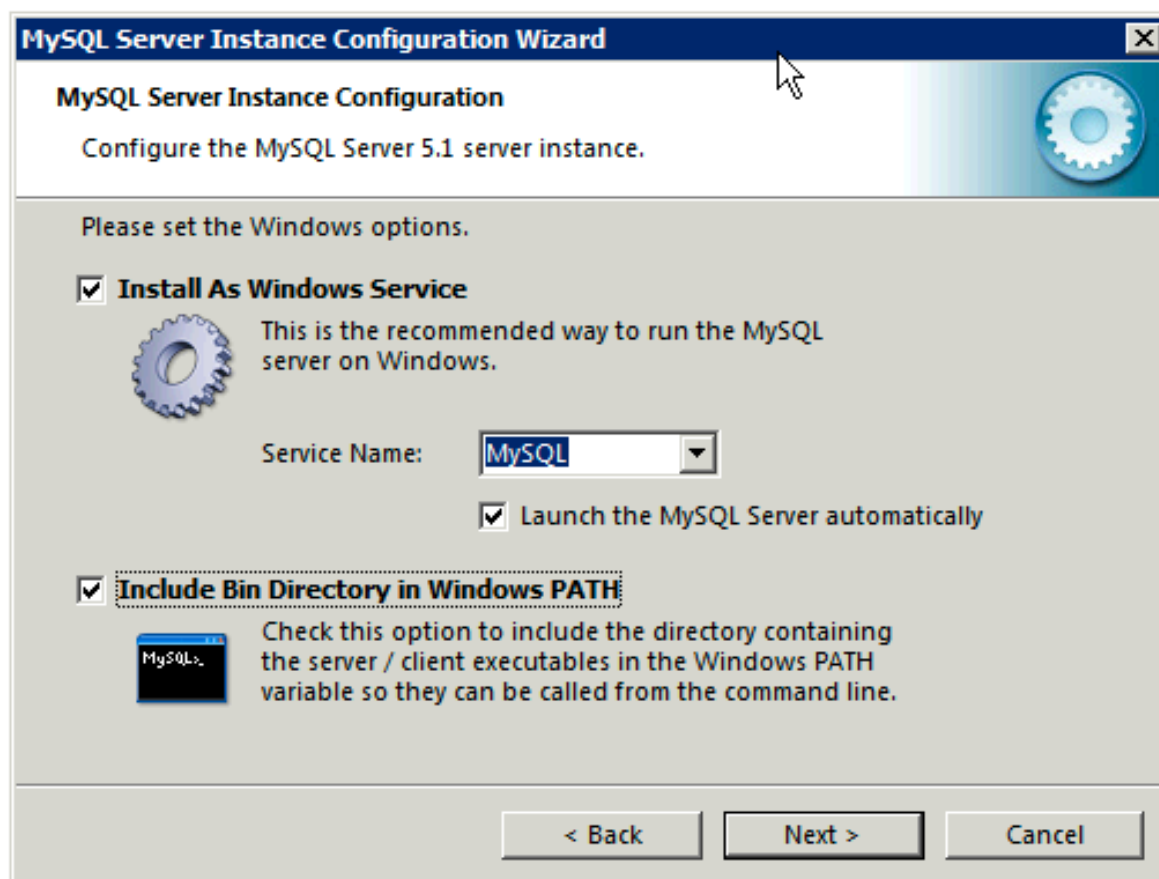 MySQL Server Instance Configuration Wizard
MySQL Server Instance Configuration
Configure the MySQL Server 5.1 server instance.
Please set the Windows options.
Install As Windows Service
This is the recommended way to run the MySQL
server on Windows.
Service Name: MySQL
Launch the MySQL Server automatically
Include Bin Directory in Windows PATH
MySQL>_
Check this option to include the directory containing
the server / client executables in the Windows PATH
variable so they can be called from the command line.
< Back Next > Cancel